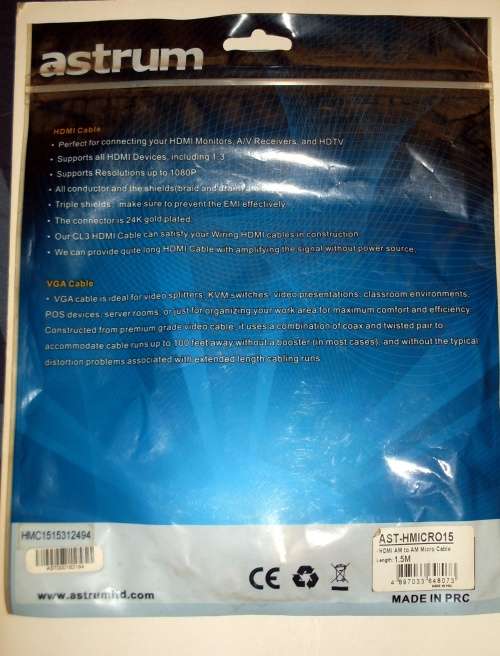 astrum
HDMI Cable
• Perfect for connecting your HDMI Monitors, A/V Receivers, and HDTV
• Supports all HDMI Devices, including 1.3
• Supports Resolutions up to 1080P
• All conductor and the shields(braid and
• Triple shields make sure to prevent the EMI effectively
• The connector is 24K gold plated
• Our CL3 HDMI Cable can satisfy your Wiring HDMI cables in construction
• We can provide quite long HDMI Cable with amplifying the signal without power source,
VGA Cable
• VGA cable is ideal for video splitters, KVM switches, video presentations, classroom environments,
POS devices, server rooms, or just for organizing your work area for maximum comfort and efficiency.
Constructed from premium grade video cable, it uses a combination of coax and twisted pair to
accommodate cable runs up to 100 feet away without a booster (in most cases), and without the typical
distortion problems associated with extended length cabling runs.
HMC1515312494
AST-HMICRO15
HDMI AM to AM Micro Cable
Length: 1.5M
4 897033 648073
www.astrumhd.com
CE
MADE IN PRC